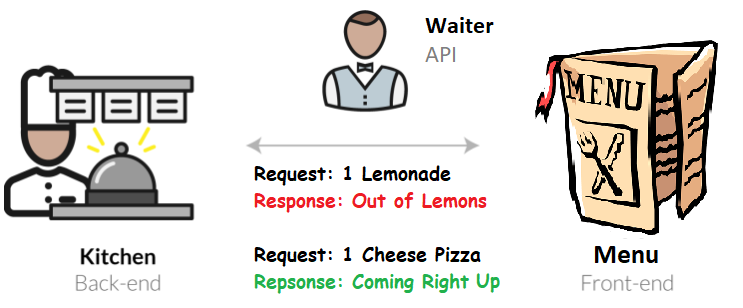 Waiter
API
MENU
Request: 1 Lemonade
Response: Out of Lemons
Request: 1 Cheese Pizza
Repsonse: Coming Right Up
Kitchen
Back-end
Menu
Front-end